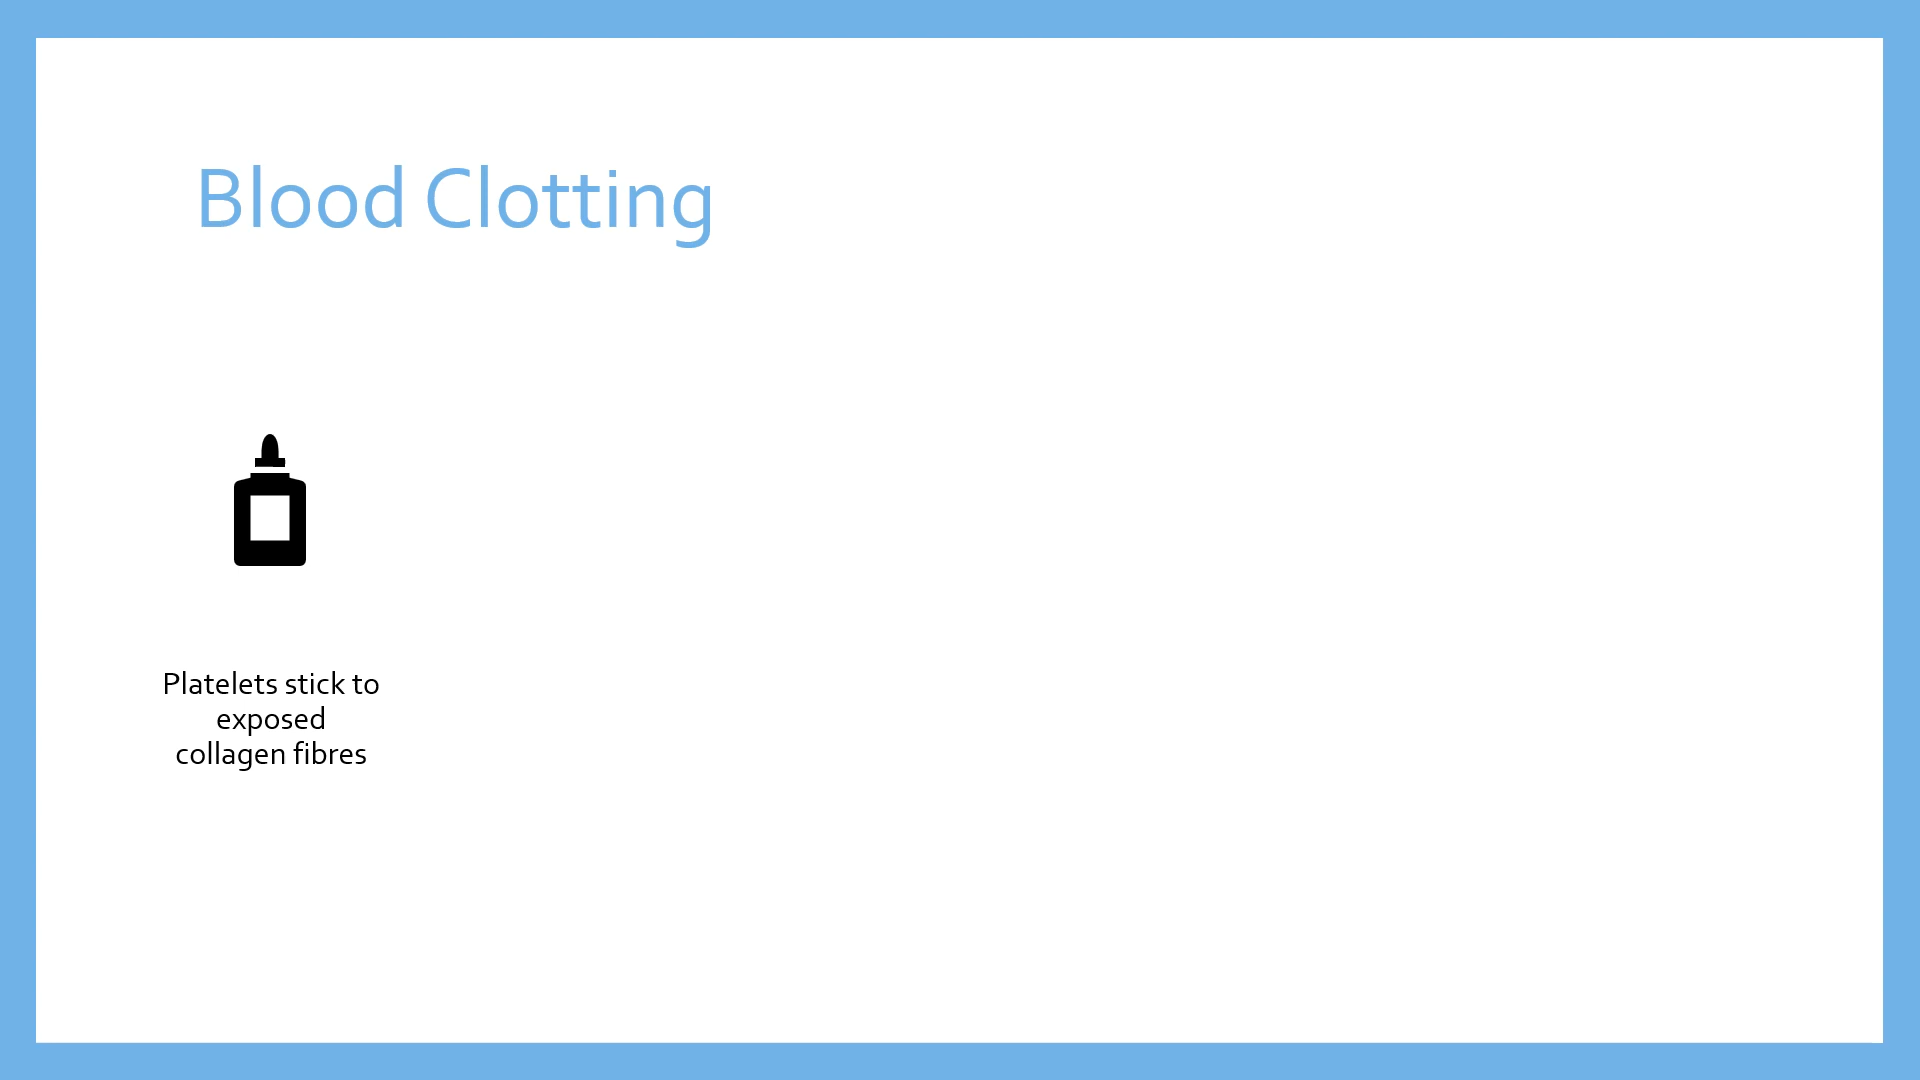 Blood Clotting
Platelets stick to
exposed
collagen fibres